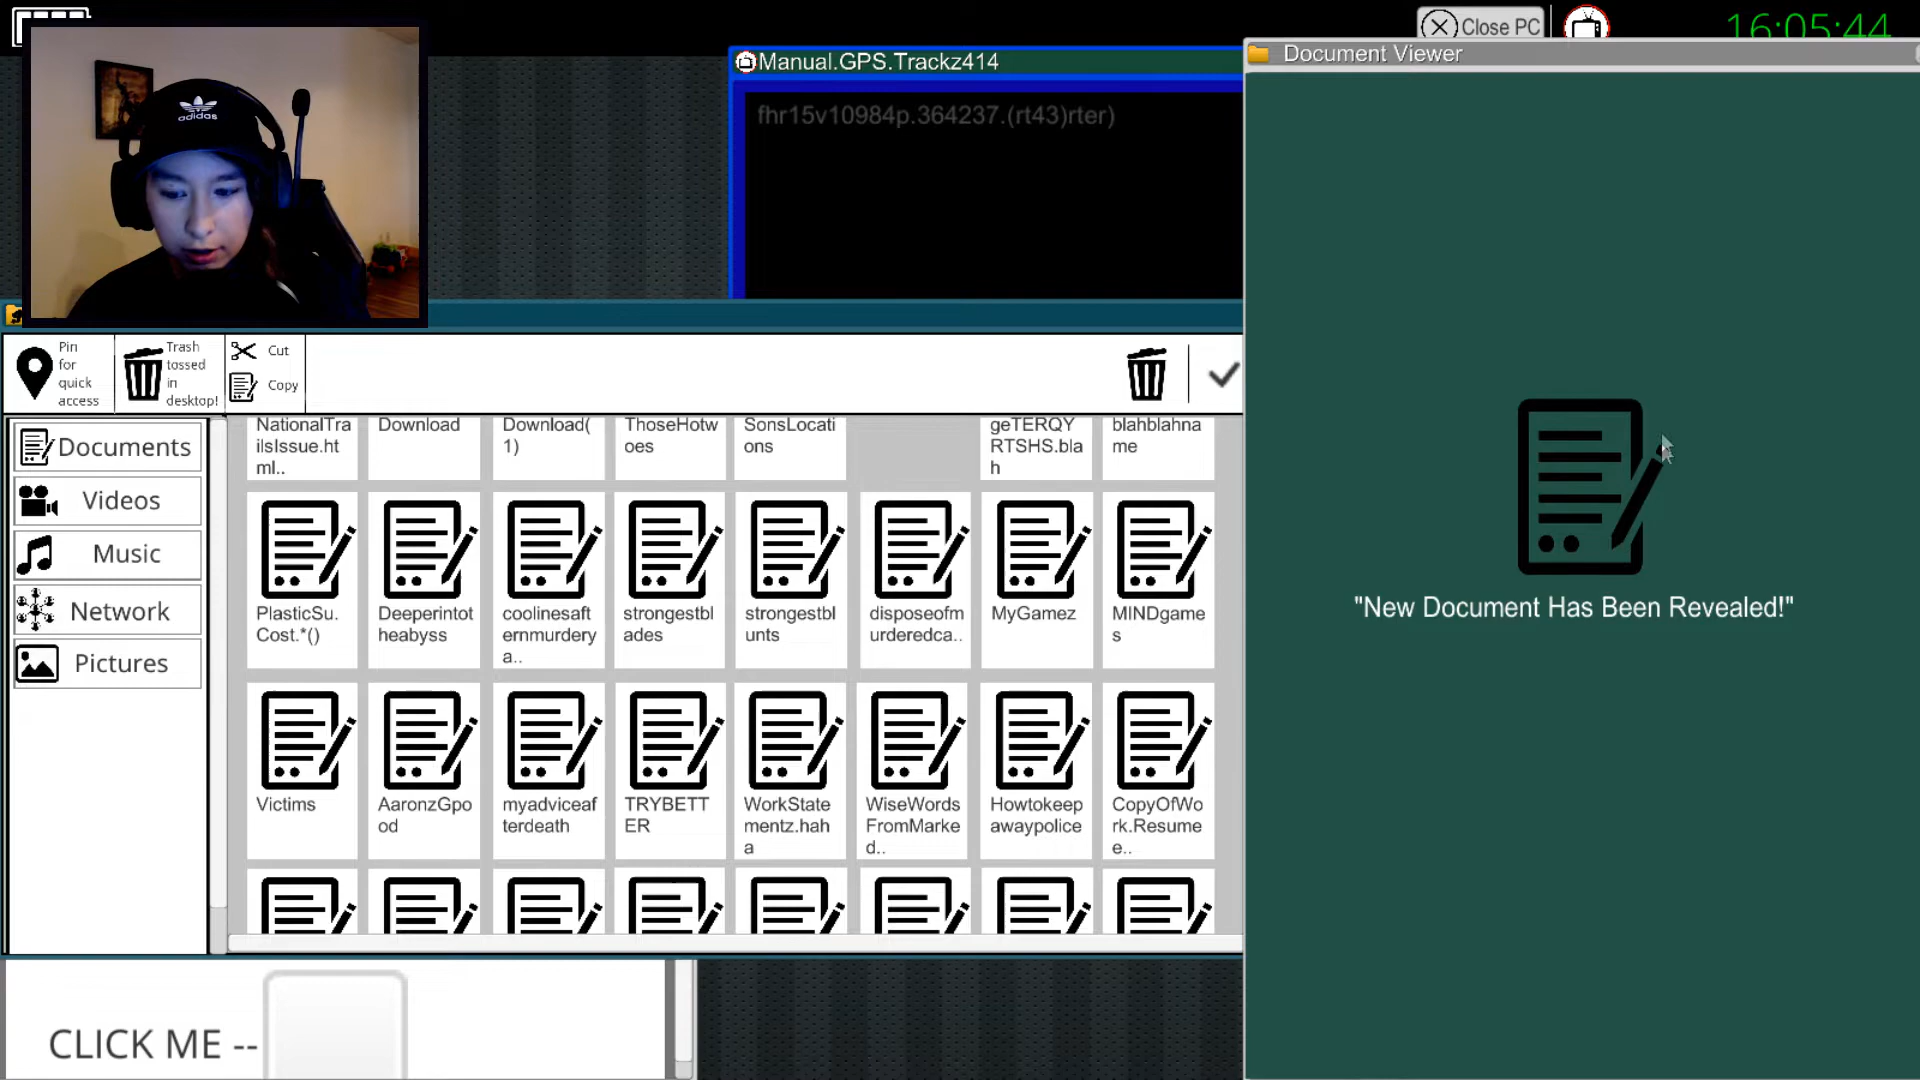 Close PC
16:05:44
adidas
Manual.GPS.Trackz414
Document Viewer
fhr15v10984p.364237.(rt43)rter)
Pin
for
quick
access
Trash
tossed
in
desktop!
Cut
Copy
Documents
Videos
Music
Network
Pictures
NationalTra
ilsIssue.ht
ml..
Download
Download(
1)
ThoseHotw
oes
SonsLocati
ons
geTERQY
RTSHS.bla
h
blahblahna
me
PlasticSu.
Cost.*()
Deeperintot
heabyss
coolinesaft
ernmurdery
a..
strongestbl
ades
strongestbl
unts
disposeofm
urderedca..
MyGamez
MINDgame
s
Victims
AaronzGpo
od
myadviceaf
terdeath
TRYBETT
ER
WorkState
mentz.hah
a
WiseWords
FromMarke
d..
Howtokeep
awaypolice
CopyOfWo
rk.Resume
e..
"New Document Has Been Revealed!"
CLICK ME --